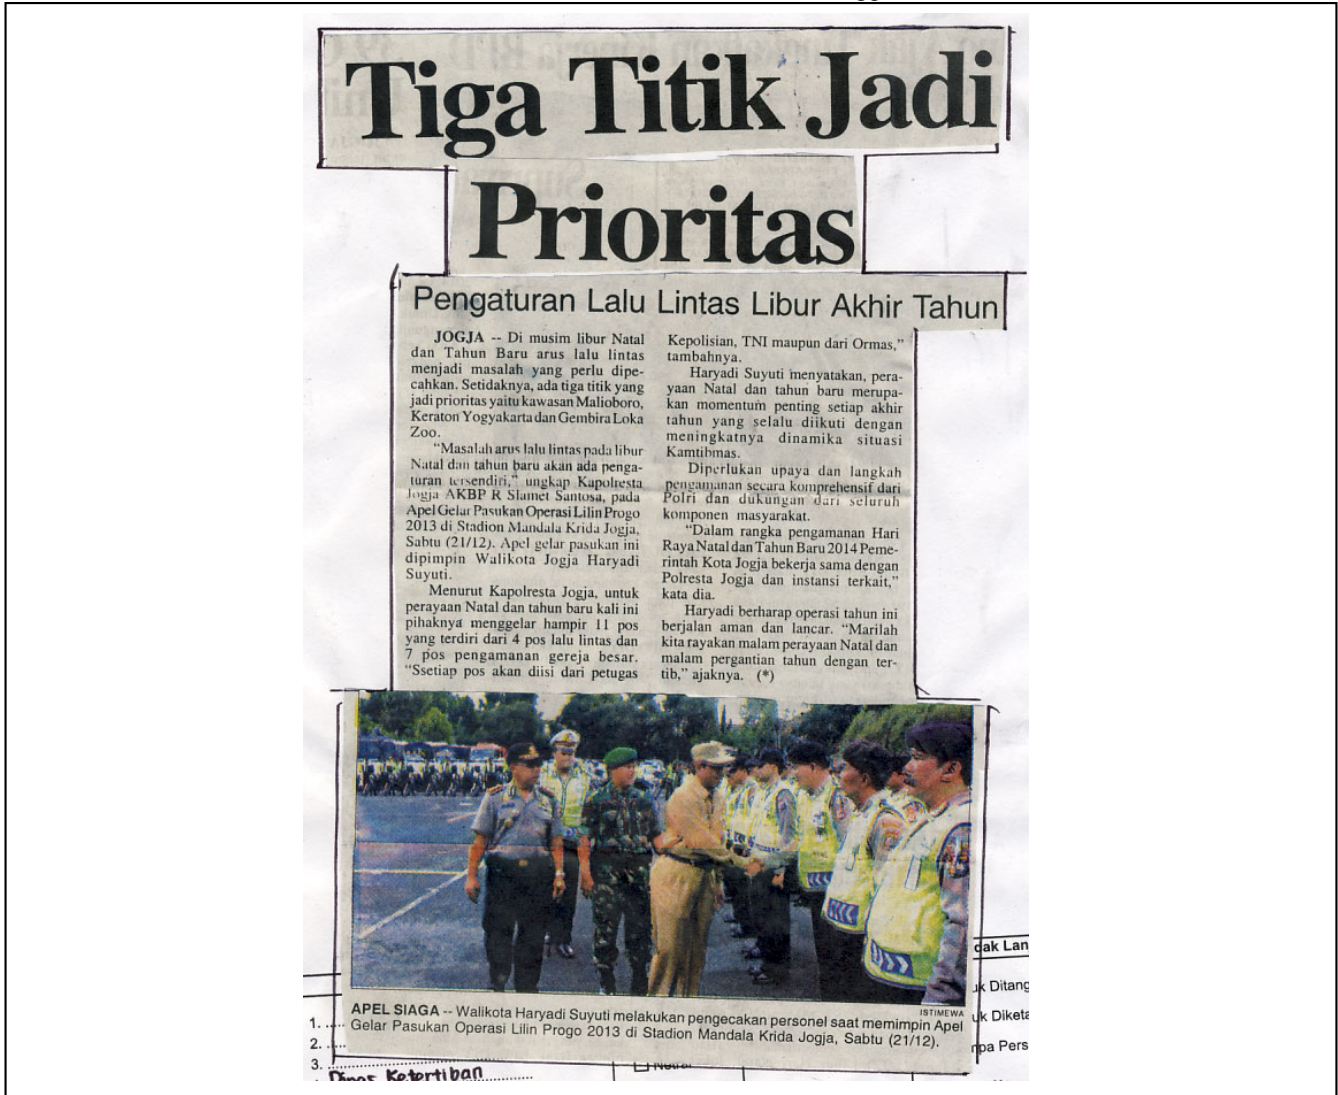 Tiga Titik Jadi
Prioritas
Pengaturan Lalu Lintas Libur Akhir Tahun
JOGJA -- Di musim libur Natal
dan Tahun Baru arus lalu lintas
menjadi masalah yang perlu dipe-
cahkan. Setidaknya, ada tiga titik yang
jadi prioritas yaitu kawasan Malioboro,
Keraton Yogyakarta dan Gembira Loka
Zoo.
"Masalah arus lalu lintas pada libur
Natal dan tahun baru akan ada penga-
turan tersendiri," ungkap Kapolresta
Jogja AKBP R Slamet Santosa, pada
Apel Gelar Pasukan Operasi Lilin Progo
2013 di Stadion Mandala Krida Jogja,
Sabtu (21/12). Apel gelar pasukan ini
dipimpin Walikota Jogja Haryadi
Suyuti.
Menurut Kapolresta Jogja, untuk
perayaan Natal dan tahun baru kali ini
pihaknya menggelar hampir 11 pos
yang terdiri dari 4 pos lalu lintas dan
7 pos pengamanan gereja besar.
"Ssetiap pos akan diisi dari petugas
Kepolisian, TNI maupun dari Ormas,"
tambahnya.
Haryadi Suyuti menyatakan, pera-
yaan Natal dan tahun baru merupa-
kan momentum penting setiap akhir
tahun yang selalu diikuti dengan
meningkatnya dinamika situasi
Kamtibmas.
Diperlukan upaya dan langkah
pengamanan secara komprehensif dari
Polri dan dukungan dari seluruh
komponen masyarakat.
"Dalam rangka pengamanan Hari
Raya Natal dan Tahun Baru 2014 Peme-
rintah Kota Jogja bekerja sama dengan
Polresta Jogja dan instansi terkait,"
kata dia.
Haryadi berharap operasi tahun ini
berjalan aman dan lancar. "Marilah
kita rayakan malam perayaan Natal dan
malam pergantian tahun dengan ter-
tib," ajaknya. (*)
ISTIMEWA
APEL SIAGA -- Walikota Haryadi Suyuti melakukan pengecakan personel saat memimpin Apel
Gelar Pasukan Operasi Lilin Progo 2013 di Stadion Mandala Krida Jogja, Sabtu (21/12).
dak Lan
uk Ditang
uk Diketa
npa Pers
1. .....
2. .....
3. ..........
Dinas Ketertiban